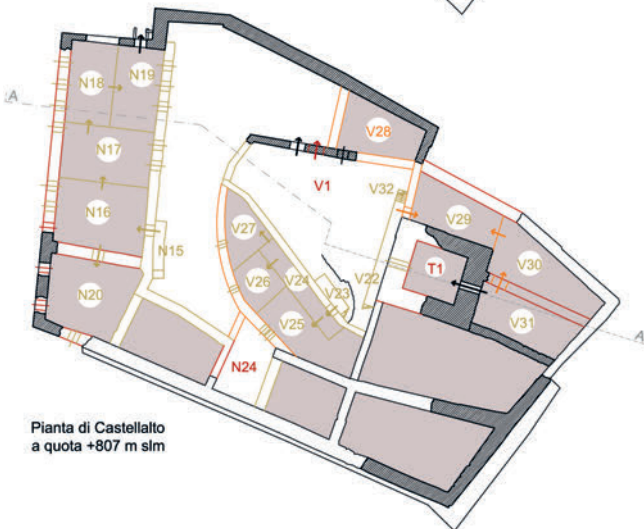 N19
N18
V28
A
N17
V1
V32
N16
V27
V29
N15
V26
V24
V22
T1
V30
N20
V23
V25
V31
A
N24
Pianta di Castellalto
a quota +807 m slm